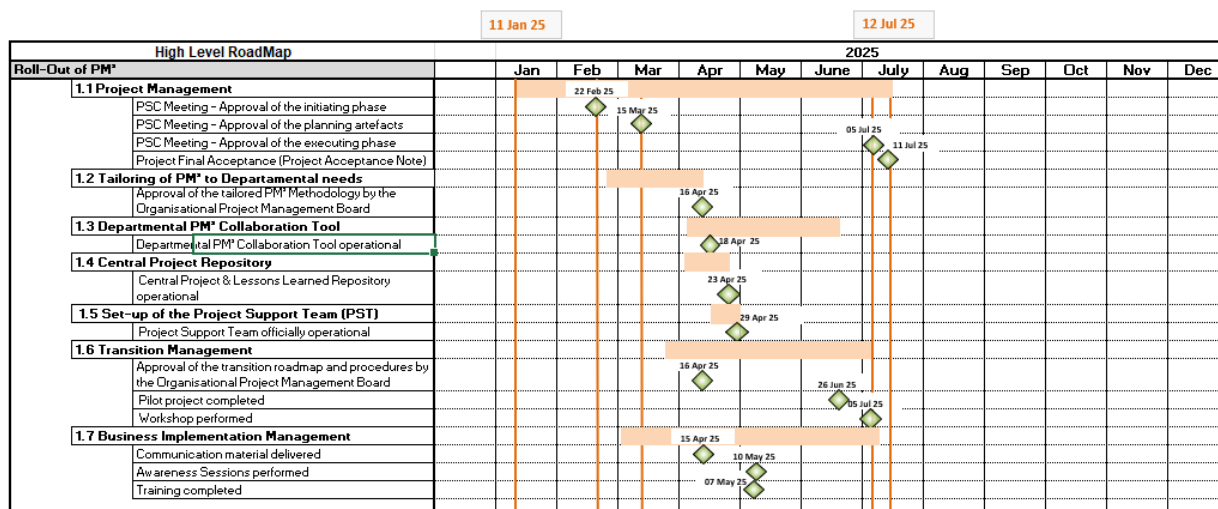 11 Jan 25
12 Jul 25
High Level RoadMap
2025
Roll-Out of PM³
Jan Feb Mar Apr May June July Aug Sep Oct Nov Dec
1.1 Project Management
22 Feb 25
PSC Meeting - Approval of the initiating phase
15 Mar 25
PSC Meeting - Approval of the planning artefacts
05 Jul 25
PSC Meeting - Approval of the executing phase
11 Jul 25
Project Final Acceptance (Project Acceptance Note)
1.2 Tailoring of PM³ to Departamental needs
16 Apr 25
Approval of the tailored PM³ Methodology by the
Organisational Project Management Board
1.3 Departmental PM³ Collaboration Tool
Departmental PM³ Collaboration Tool operational
18 Apr 25
1.4 Central Project Repository
23 Apr 25
Central Project & Lessons Learned Repository
operational
1.5 Set-up of the Project Support Team (PST)
29 Apr 25
Project Support Team officially operational
1.6 Transition Management
16 Apr 25
Approval of the transition roadmap and procedures by
the Organisational Project Management Board
26 Jun 25
Pilot project completed
05 Jul 25
Workshop performed
1.7 Business Implementation Management
15 Apr 25
Communication material delivered
10 May 25
Awareness Sessions performed
07 May 25
Training completed